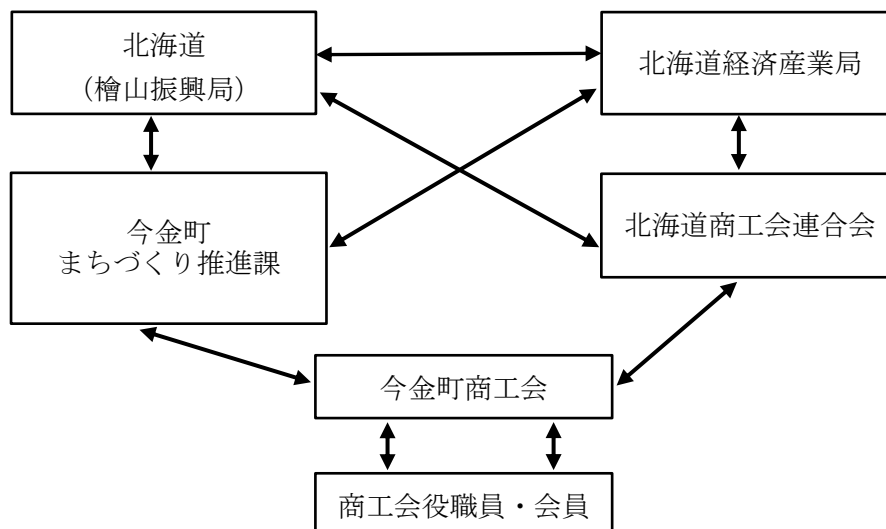 北海道
（檜山振興局）
北海道経済産業局
今金町
まちづくり推進課
北海道商工会連合会
今金町商工会
商工会役職員・会員